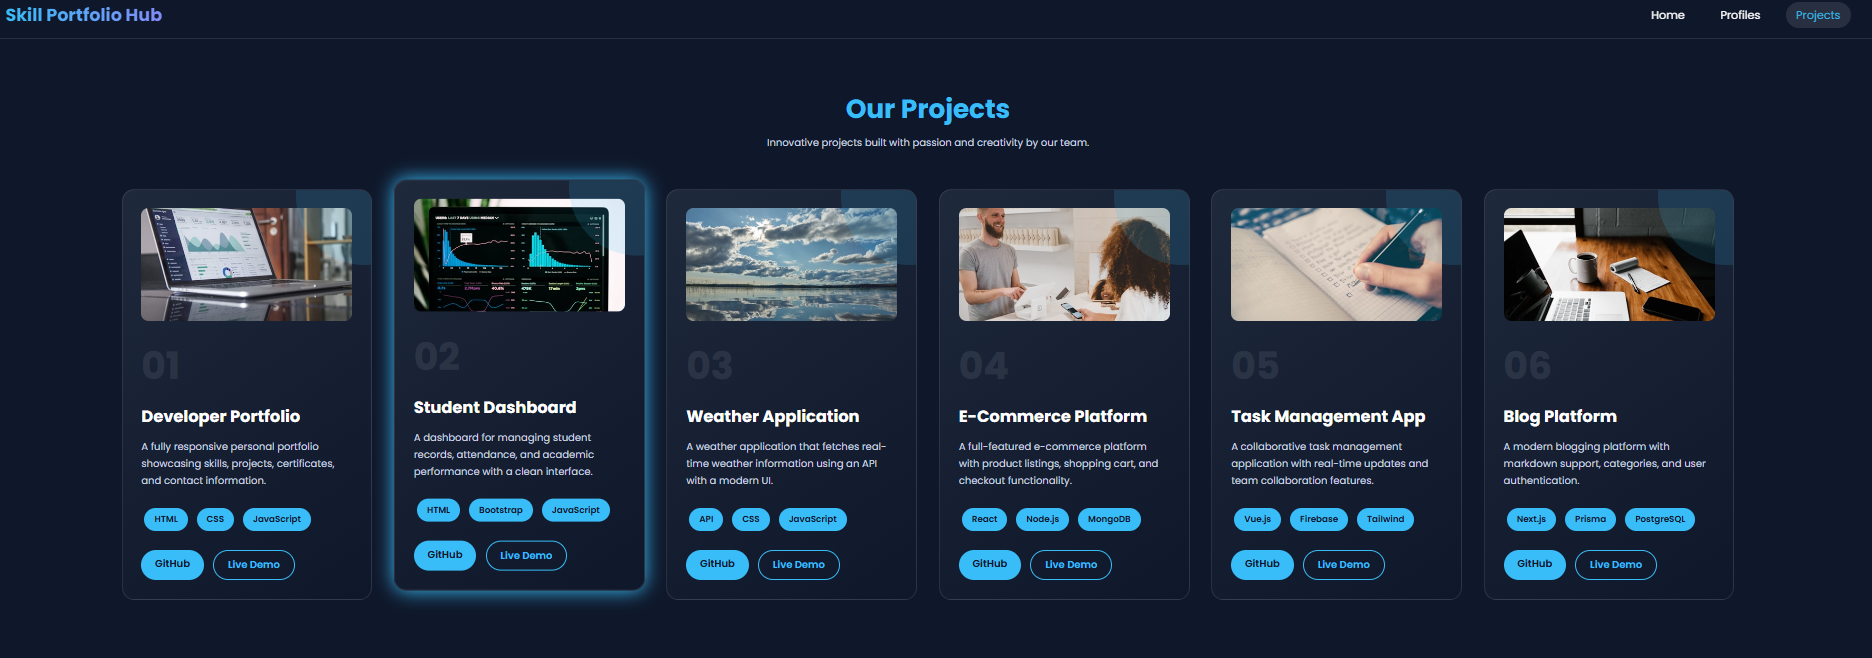 Skill Portfolio Hub
Home
Profiles
Projects
Our Projects
Innovative projects built with passion and creativity by our team.
01
Developer Portfolio
A fully responsive personal portfolio
showcasing skills, projects, certificates,
and contact information.
HTML
CSS
JavaScript
GitHub
Live Demo
02
Student Dashboard
A dashboard for managing student
records, attendance, and academic
performance with a clean interface.
HTML
Bootstrap
JavaScript
GitHub
Live Demo
03
Weather Application
A weather application that fetches real-
time weather information using an API
with a modern UI.
API
CSS
JavaScript
GitHub
Live Demo
04
E-Commerce Platform
A full-featured e-commerce platform
with product listings, shopping cart, and
checkout functionality.
React
Node.js
MongoDB
GitHub
Live Demo
05
Task Management App
A collaborative task management
application with real-time updates and
team collaboration features.
Vue.js
Firebase
Tailwind
GitHub
Live Demo
06
Blog Platform
A modern blogging platform with
markdown support, categories, and user
authentication.
Next.js
Prisma
PostgreSQL
GitHub
Live Demo